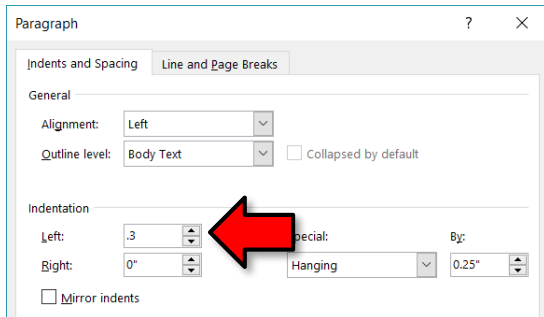 Paragraph ? ×
Indents and Spacing Line and Page Breaks
General
Alignment: Left
Outline level: Body Text Collapsed by default
Indentation
Left: .3 pecial: By:
Right: 0" Hanging 0.25"
Mirror indents